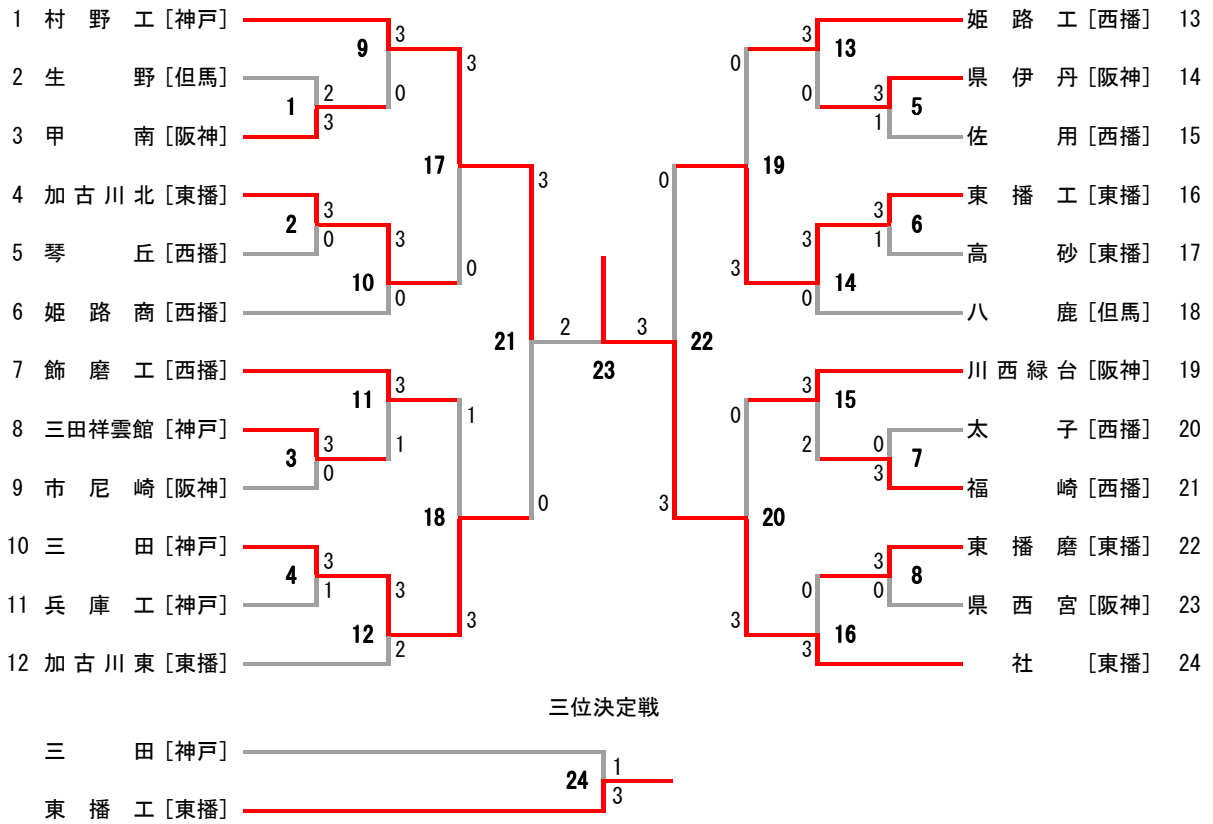 1 村野工 [神戸] 姫路工 [西播] 13
3 9 3 13
2 生野 [但馬] 3 0 県伊丹 [阪神] 14
2 0 0 3
1 3 1 5
3 甲南 [阪神] 佐用 [西播] 15
17 3 0 19
4 加古川北 [東播] 東播工 [東播] 16
3 3 3 3
2 0 1 6
5 琴丘 [西播] 高砂 [東播] 17
10 0 3 14
0 0
6 姫路商 [西播] 八鹿 [但馬] 18
21 2 3 22
23
7 飾磨工 [西播] 川西緑台 [阪神] 19
3 3
11 1 0 15
8 三田祥雲館 [神戸] 太子 [西播] 20
3 1 2 0
3 0 3 7
9 市尼崎 [阪神] 福崎 [西播] 21
18 0 3 20
10 三田 [神戸] 東播磨 [東播] 22
3 3
4 1 3 0 0 8
11 兵庫工 [神戸] 県西宮 [阪神] 23
12 3 3 16
2 3
12 加古川東 [東播] 社 [東播] 24
三位決定戦
三田 [神戸]
24 1
3
東播工 [東播]